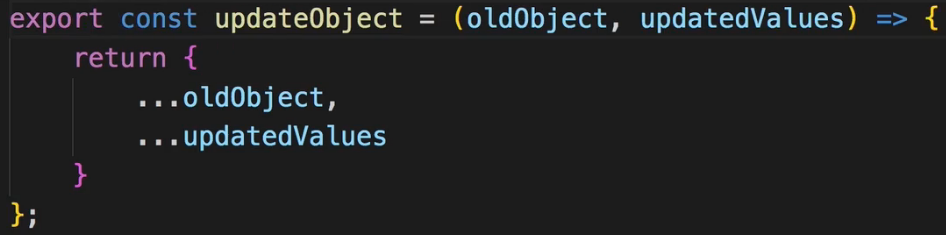 export const updateObject = (oldObject, updatedValues) => {
    return {
        ...oldObject,
        ...updatedValues
    }
};